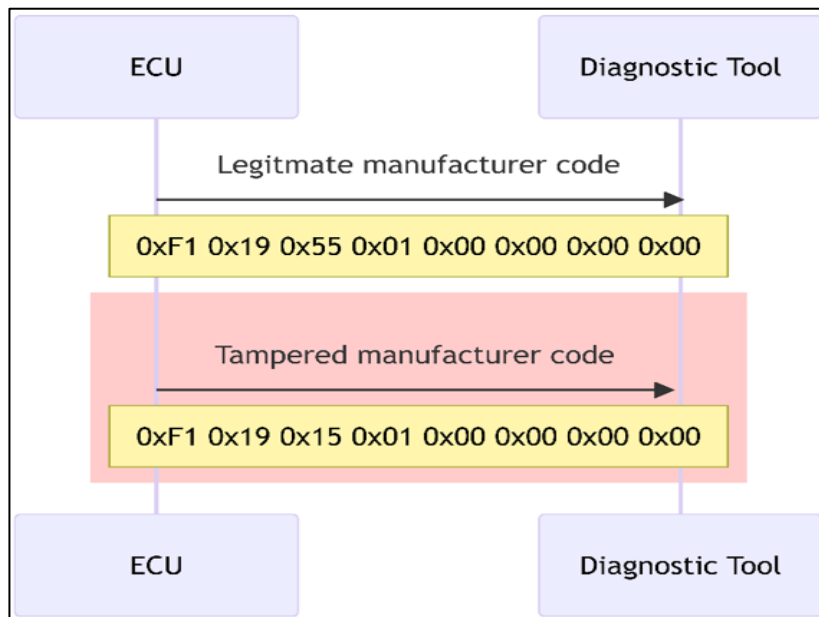 ECU Diagnostic Tool
Legitmate manufacturer code
0xF1 0x19 0x55 0x01 0x00 0x00 0x00 0x00
Tampered manufacturer code
0xF1 0x19 0x15 0x01 0x00 0x00 0x00 0x00
ECU Diagnostic Tool